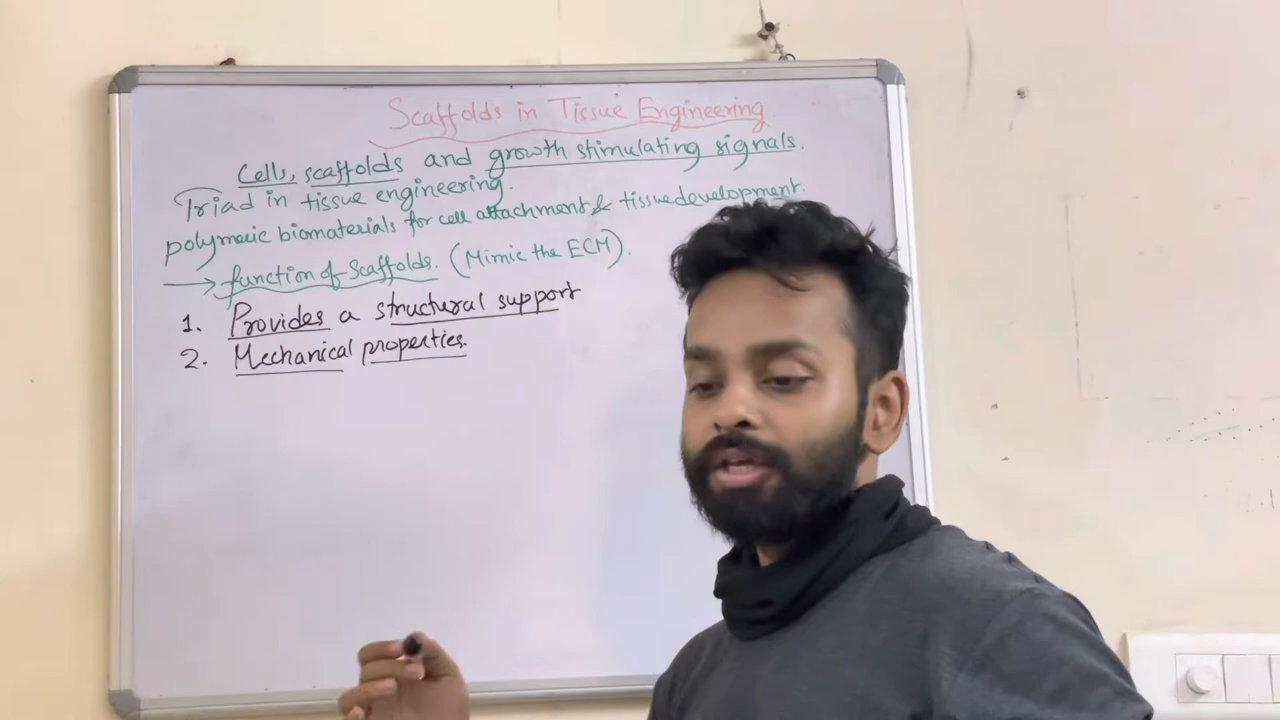 Scaffolds in Tissue Engineering
Cells, scaffolds and growth stimulating signals.
Triad in tissue engineering.
polymeric biomaterials for cell attachment & tissue development.
→ function of Scaffolds. (Mimic the ECM).
1. Provides a structural support
2. Mechanical properties.